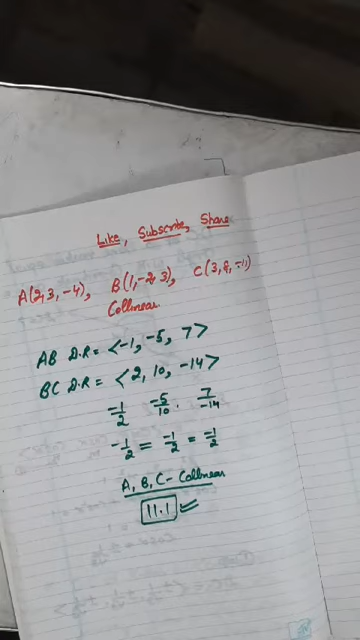 Like, Subscribe, Share
A(2,3,-4), B(1,-2,3), C(3,8,-11)
Collinear.
AB D.R = <-1, -5, 7>
BC D.R = <2, 10, -14>
-1/2 -5/10 . 7/-14
-1/2 = -1/2 = -1/2
A, B, C - Collinear
11.1